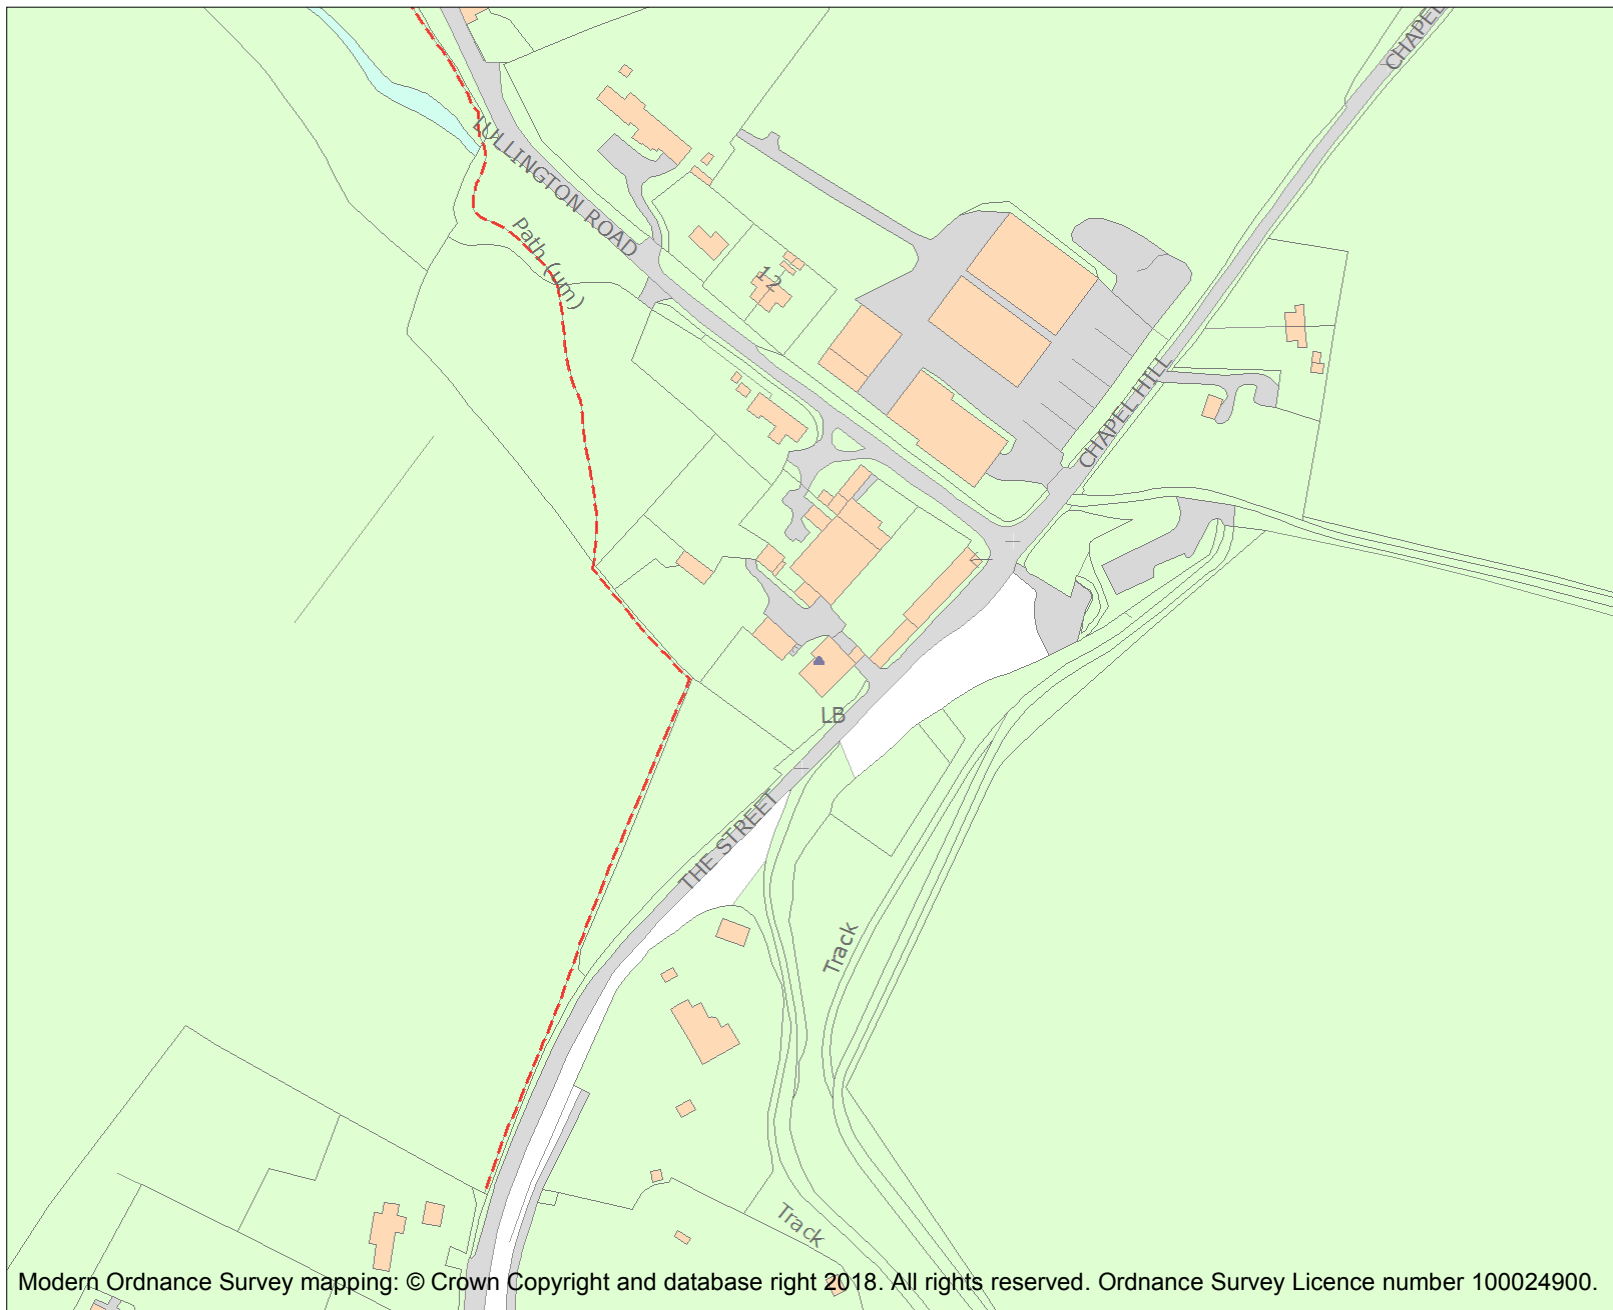 CHAPEL
LULLINGTON ROAD
Path (um)
12
CHAPEL HILL
LB
THE STREET
Track
Track
Modern Ordnance Survey mapping: © Crown Copyright and database right 2018. All rights reserved. Ordnance Survey Licence number 100024900.